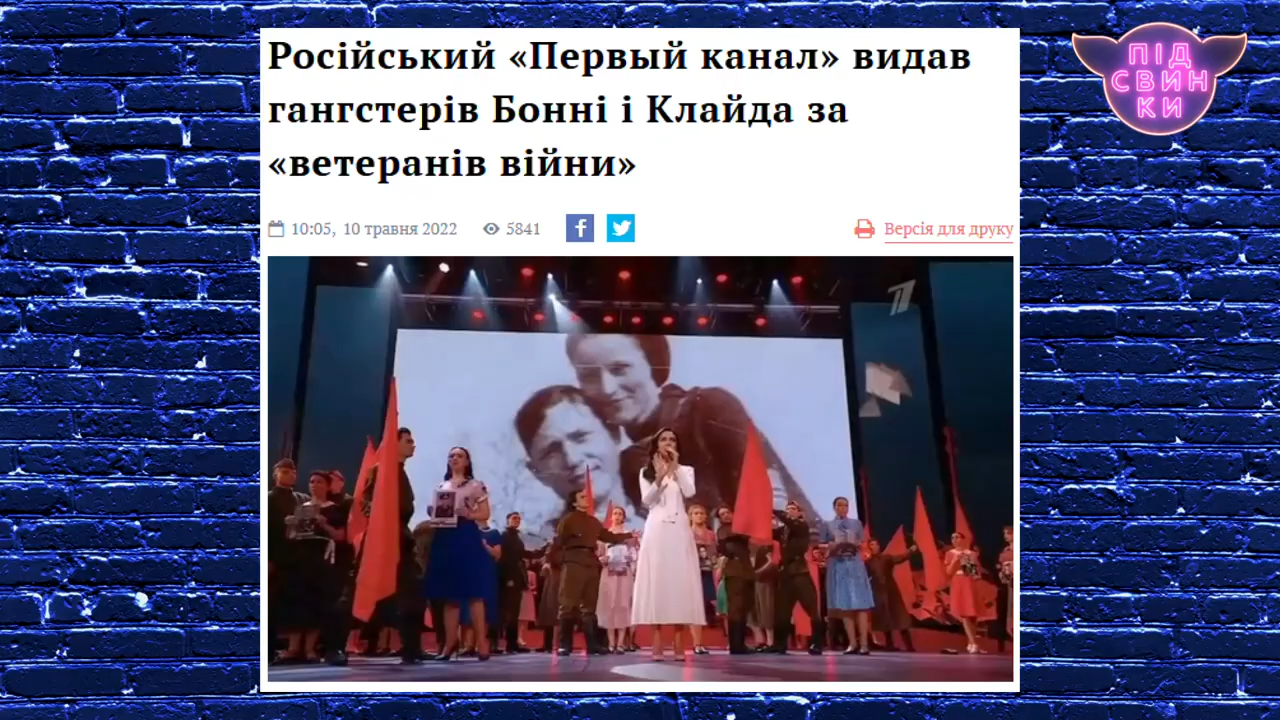 Російський «Первый канал» видав
гангстерів Бонні і Клайда за
«ветеранів війни»
10:05, 10 травня 2022 5841 Версія для друку
ПІД
СВИН
КИ